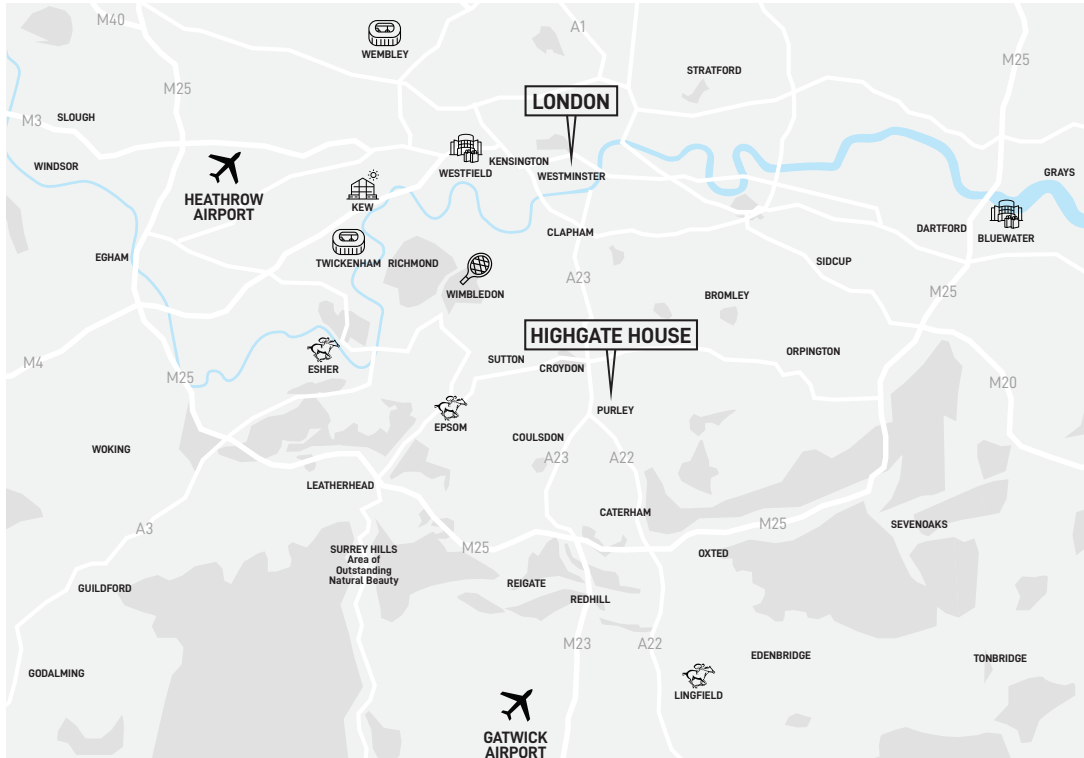 M40
WEMBLEY
A1
STRATFORD
M25
M25
LONDON
M3
SLOUGH
WINDSOR
HEATHROW
AIRPORT
WESTFIELD
KENSINGTON
WESTMINSTER
GRAYS
KEW
CLAPHAM
DARTFORD
BLUEWATER
EGHAM
TWICKENHAM
RICHMOND
SIDCUP
A23
WIMBLEDON
BROMLEY
M25
HIGHGATE HOUSE
M4
M25
ESHER
SUTTON
CROYDON
ORPINGTON
M20
EPSOM
PURLEY
WOKING
COULSDON
A23
A22
LEATHERHEAD
CATERHAM
A3
M25
SEVENOAKS
SURREY HILLS
Area of
Outstanding
Natural Beauty
M25
OXTED
GUILDFORD
REIGATE
REDHILL
M23
A22
EDENBRIDGE
TONBRIDGE
GODALMING
LINGFIELD
GATWICK
AIRPORT